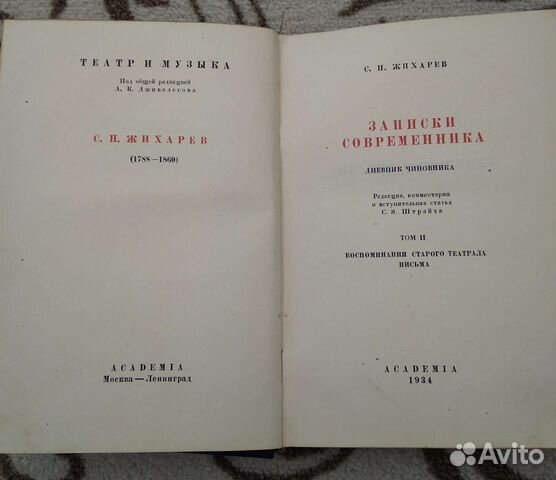 ТЕАТР И МУЗЫКА
Под общей редакцией
А. К. Дживелегова
С. П. ЖИХАРЕВ
(1788—1860)
ACADEMIA
Москва—Ленинград
С. П. ЖИХАРЕВ
ЗАПИСКИ
СОВРЕМЕННИКА
ДНЕВНИК ЧИНОВНИКА
Редакция, комментарии
и вступительная статья
С. Я. Штрайха
ТОМ II
ВОСПОМИНАНИЯ СТАРОГО ТЕАТРАЛА
ПИСЬМА
ACADEMIA
1934
Avito